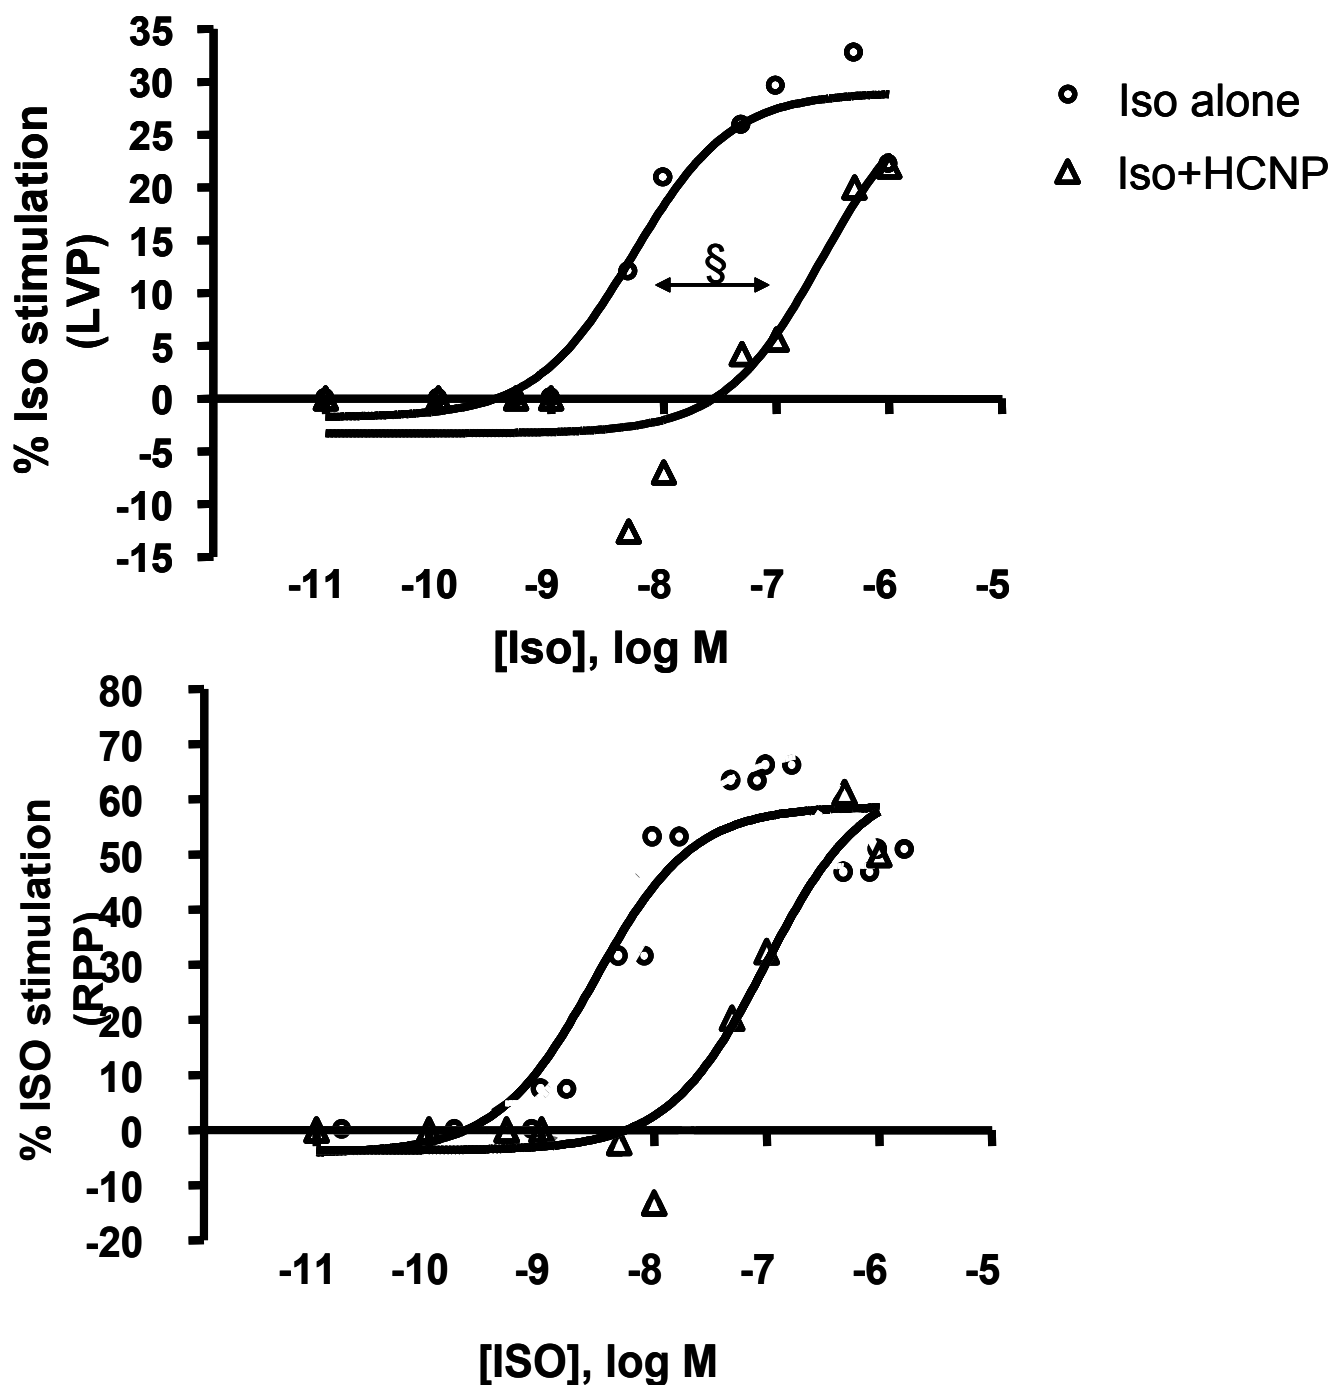 35
30
25
20
15
10
5
0
-5
-10
-15
% Iso stimulation
(LVP)
§
Iso alone
Iso+HCNP
-11 -10 -9 -8 -7 -6 -5
[Iso], log M
80
70
60
50
40
30
20
10
0
-10
-20
% ISO stimulation
(RPP)
-11 -10 -9 -8 -7 -6 -5
[ISO], log M